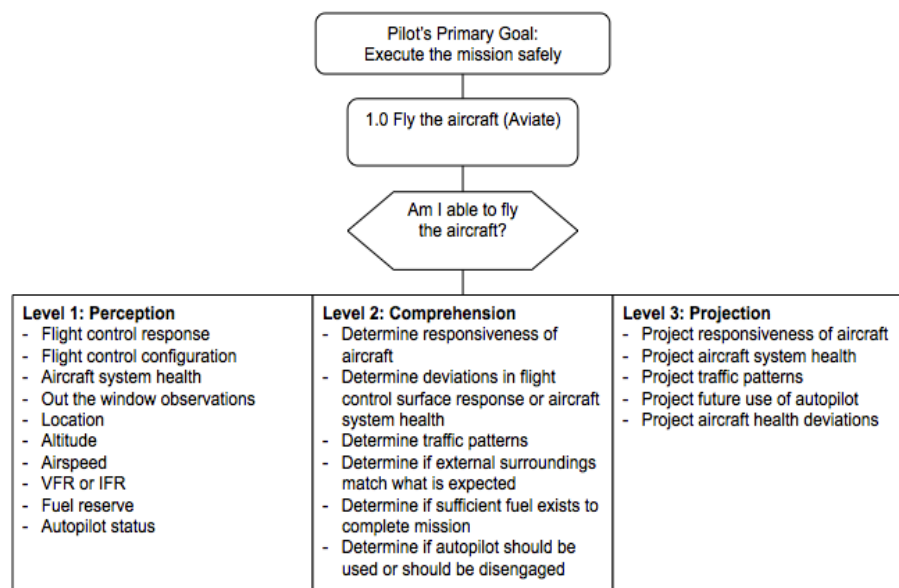 Pilot's Primary Goal:
Execute the mission safely
1.0 Fly the aircraft (Aviate)
Am I able to fly
the aircraft?
Level 1: Perception
- Flight control response
- Flight control configuration
- Aircraft system health
- Out the window observations
- Location
- Altitude
- Airspeed
- VFR or IFR
- Fuel reserve
- Autopilot status
Level 2: Comprehension
- Determine responsiveness of
aircraft
- Determine deviations in flight
control surface response or aircraft
system health
- Determine traffic patterns
- Determine if external surroundings
match what is expected
- Determine if sufficient fuel exists to
complete mission
- Determine if autopilot should be
used or should be disengaged
Level 3: Projection
- Project responsiveness of aircraft
- Project aircraft system health
- Project traffic patterns
- Project future use of autopilot
- Project aircraft health deviations